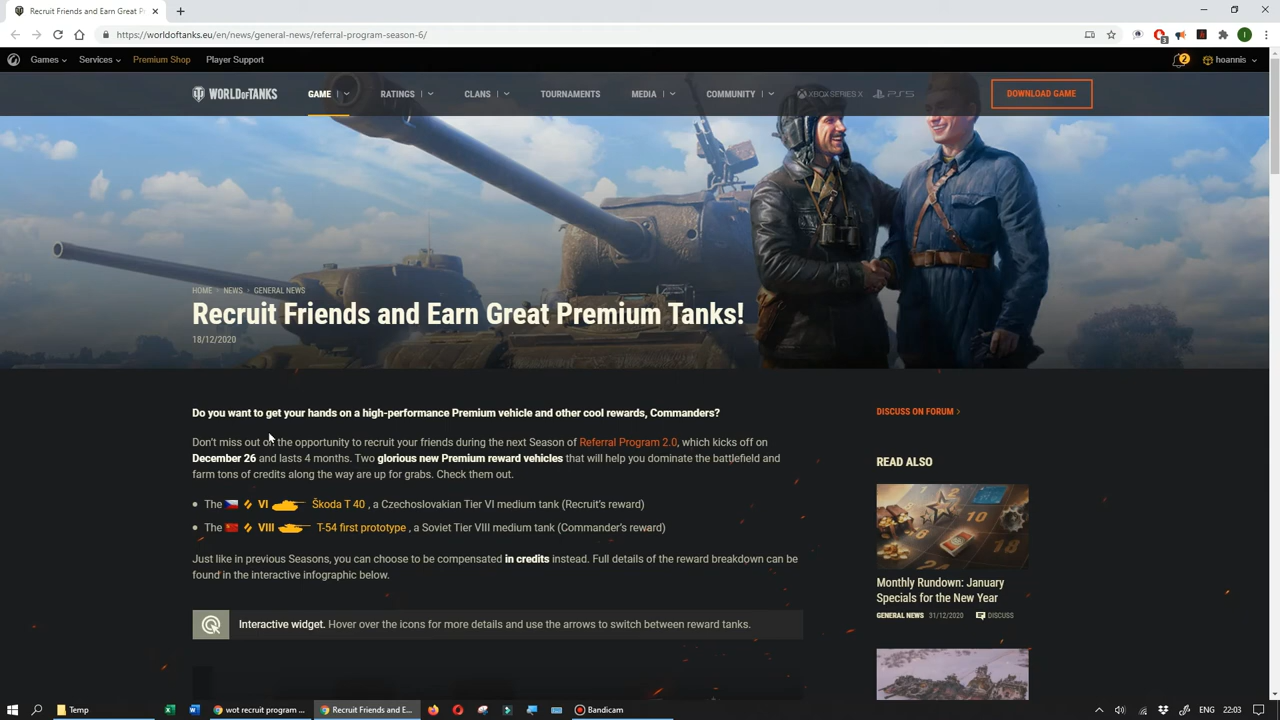 Recruit Friends and Earn Great P
https://worldoftanks.eu/en/news/general-news/referral-program-season-6/
3
I
Games
Services
Premium Shop
Player Support
2
hoannis
WORLD OF TANKS
GAME
RATINGS
CLANS
TOURNAMENTS
MEDIA
COMMUNITY
XBOX SERIES X
PS5
DOWNLOAD GAME
HOME > NEWS > GENERAL NEWS
Recruit Friends and Earn Great Premium Tanks!
18/12/2020
Do you want to get your hands on a high-performance Premium vehicle and other cool rewards, Commanders?
Don't miss out on the opportunity to recruit your friends during the next Season of Referral Program 2.0, which kicks off on
December 26 and lasts 4 months. Two glorious new Premium reward vehicles that will help you dominate the battlefield and
farm tons of credits along the way are up for grabs. Check them out.
The VI Škoda T 40 , a Czechoslovakian Tier VI medium tank (Recruit's reward)
The VIII T-54 first prototype , a Soviet Tier VIII medium tank (Commander's reward)
Just like in previous Seasons, you can choose to be compensated in credits instead. Full details of the reward breakdown can be
found in the interactive infographic below.
Interactive widget. Hover over the icons for more details and use the arrows to switch between reward tanks.
DISCUSS ON FORUM >
READ ALSO
Monthly Rundown: January
Specials for the New Year
GENERAL NEWS 31/12/2020 DISCUSS
Temp
wot recruit program ...
Recruit Friends and E...
Bandicam
ENG
22:03